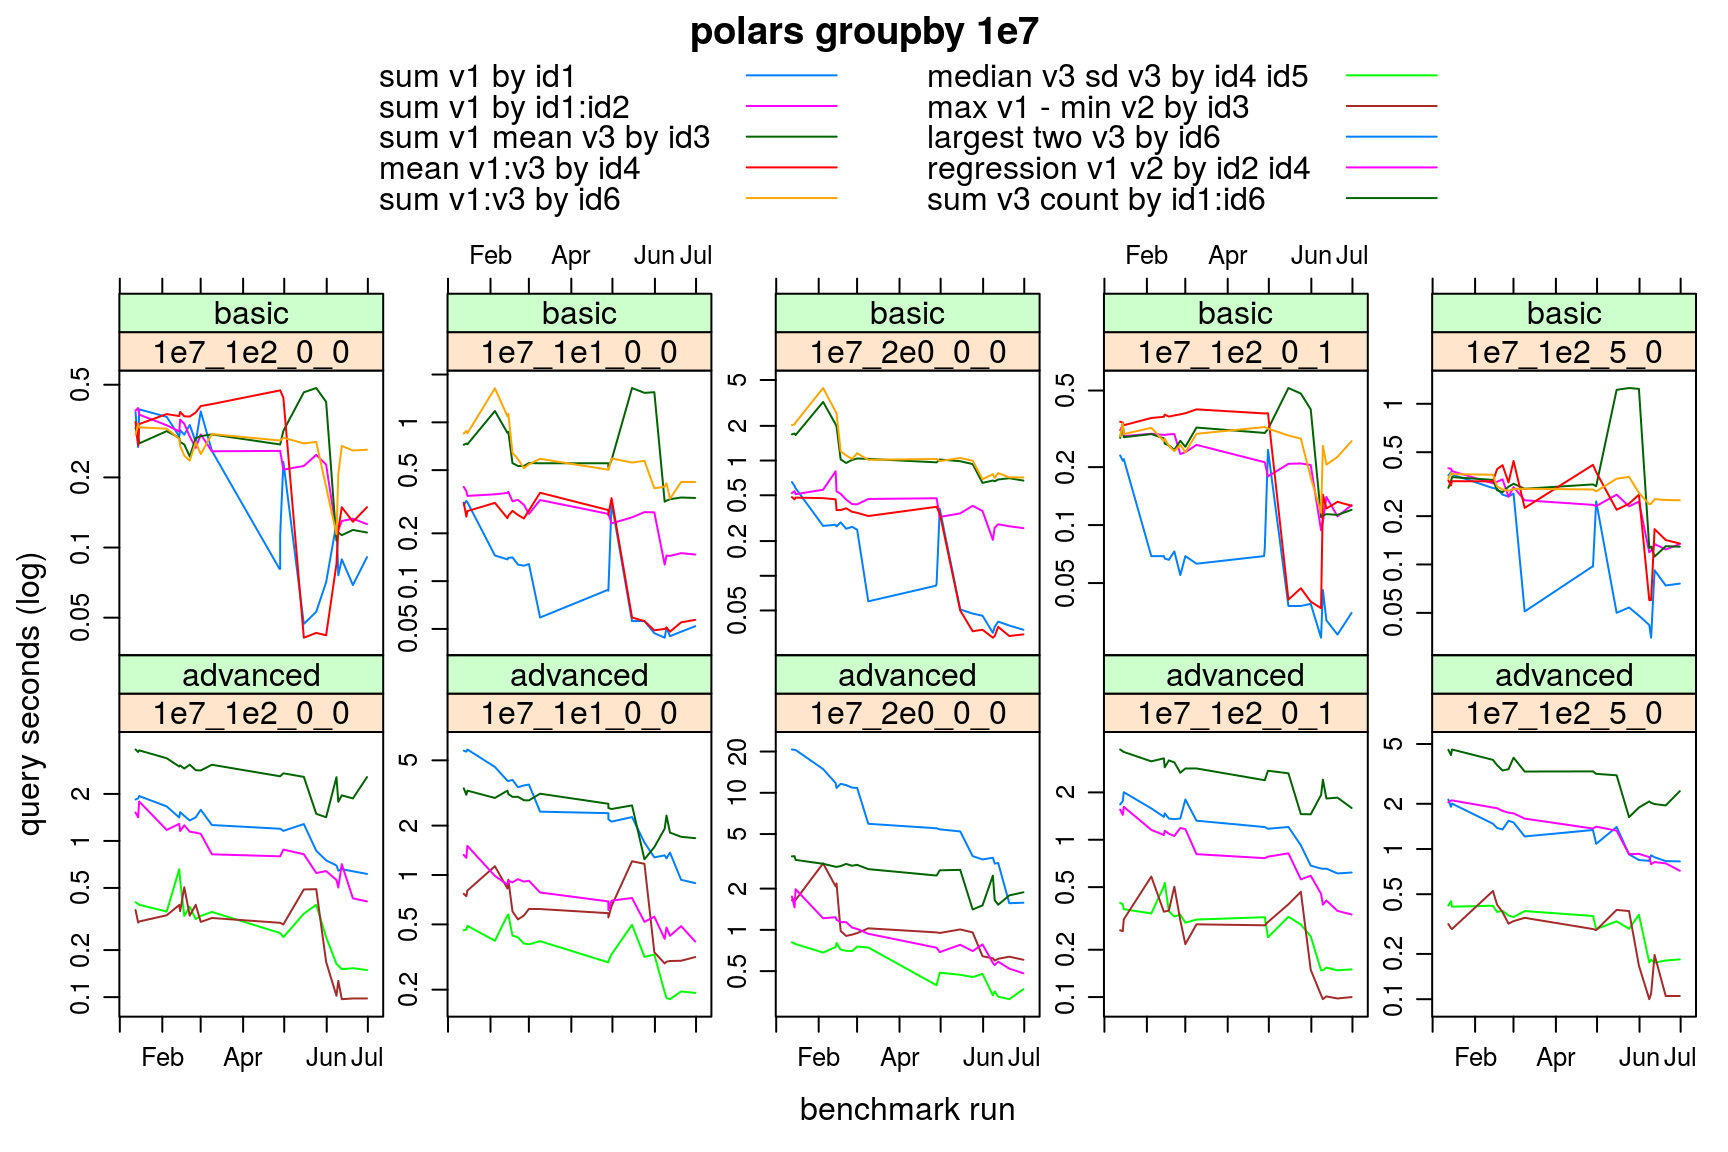 polars groupby 1e7
sum v1 by id1
sum v1 by id1:id2
sum v1 mean v3 by id3
mean v1:v3 by id4
sum v1:v3 by id6
median v3 sd v3 by id4 id5
max v1 - min v2 by id3
largest two v3 by id6
regression v1 v2 by id2 id4
sum v3 count by id1:id6
Feb Apr Jun Jul
Feb Apr Jun Jul
query seconds (log)
basic
1e7_1e2_0_0
0.5
0.2
0.1
0.05
basic
1e7_1e1_0_0
1
0.5
0.2
0.1
0.05
basic
1e7_2e0_0_0
5
2
1
0.5
0.2
0.05
basic
1e7_1e2_0_1
0.5
0.2
0.1
0.05
basic
1e7_1e2_5_0
1
0.5
0.2
0.1
0.05
advanced
1e7_1e2_0_0
2
1
0.5
0.2
0.1
advanced
1e7_1e1_0_0
5
2
1
0.5
0.2
advanced
1e7_2e0_0_0
20
10
5
2
1
0.5
advanced
1e7_1e2_0_1
2
1
0.5
0.2
0.1
advanced
1e7_1e2_5_0
5
2
1
0.5
0.2
0.1
Feb Apr Jun Jul
Feb Apr Jun Jul
Feb Apr Jun Jul
benchmark run